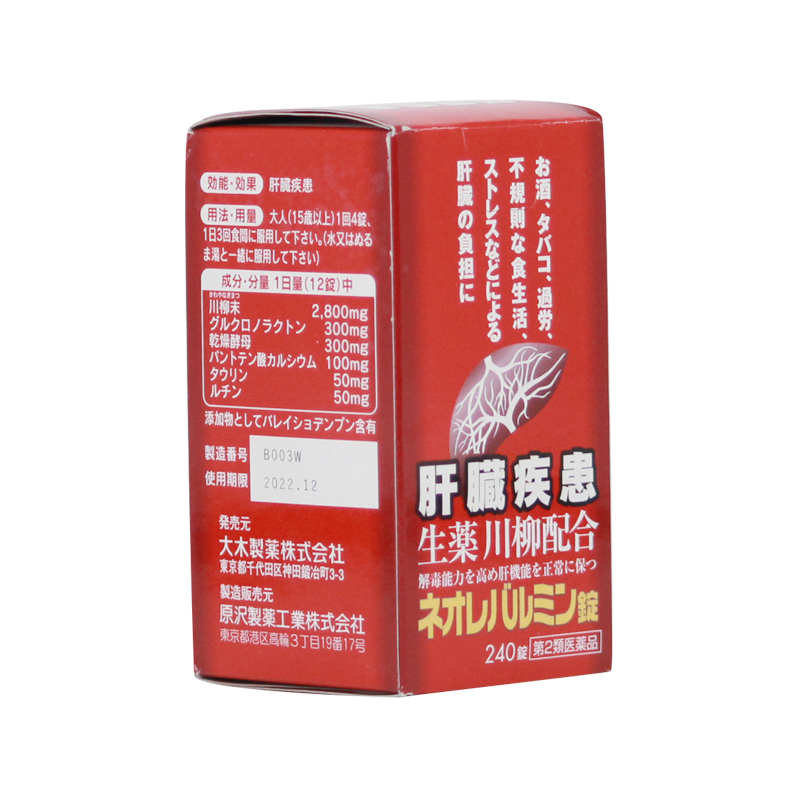 効能・効果 肝臓疾患
用法・用量 大人(15歳以上)1回4錠、
1日3回食間に服用して下さい。(水又はぬる
ま湯と一緒に服用して下さい)
成分・分量 1日量(12錠)中
かわやなぎまつ
川柳末 2,800mg
グルクロノラクトン 300mg
乾燥酵母 300mg
パントテン酸カルシウム 100mg
タウリン 50mg
ルチン 50mg
添加物としてバレイショデンプン含有
製造番号 B003W
使用期限 2022.12
発売元
大木製薬株式会社
東京都千代田区神田鍛冶町3-3
製造販売元
原沢製薬工業株式会社
東京都港区高輪3丁目19番17号
お酒、タバコ、過労、
不規則な食生活、
ストレスなどによる
肝臓の負担に
肝臓疾患
生薬 川柳配合
解毒能力を高め肝機能を正常に保つ
ネオレバルミン錠
240錠 第2類医薬品